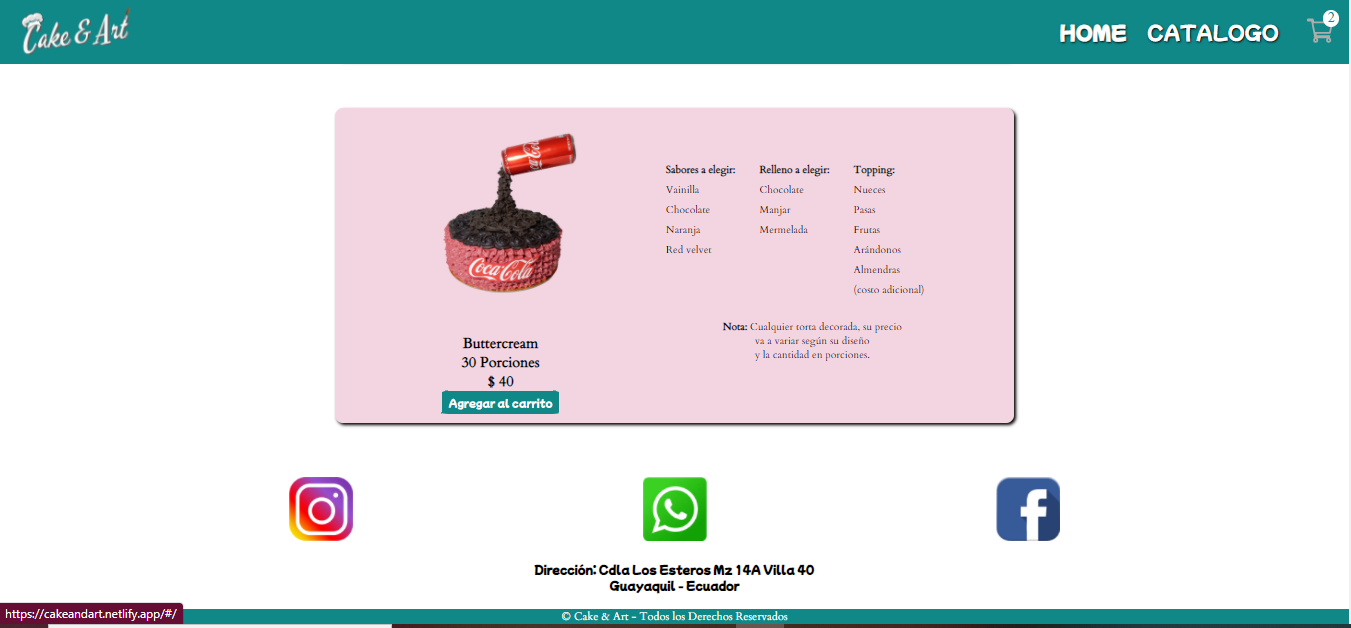 Cake & Art
HOME
CATALOGO
2
Coca-Cola
Sabores a elegir:
Vainilla
Chocolate
Naranja
Red velvet
Relleno a elegir:
Chocolate
Manjar
Mermelada
Topping:
Nueces
Pasas
Frutas
Arándonos
Almendras
(costo adicional)
Nota: Cualquier torta decorada, su precio
va a variar según su diseño
y la cantidad en porciones.
Buttercream
30 Porciones
$ 40
Agregar al carrito
Dirección: Cdla Los Esteros Mz 14A Villa 40
Guayaquil - Ecuador
https://cakeandart.netlify.app/#/
© Cake & Art - Todos los Derechos Reservados